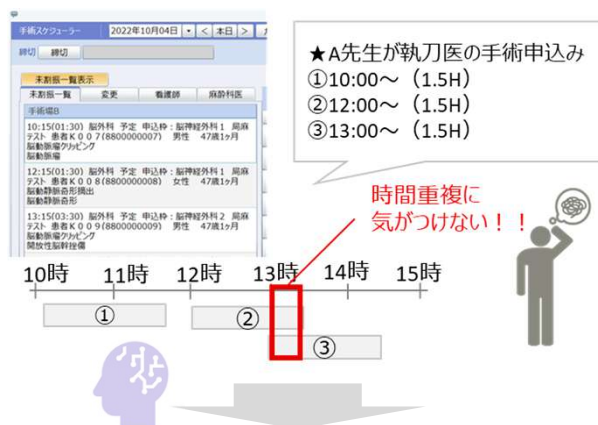 手術スケジューラー 2022年10月04日 < 本日 >
締切 締切
未割振一覧表示
未割振一覧 変更 看護師 麻酔科医
手術場B
10:15(01:30) 脳外科 予定 申込枠:脳神経外科1 局麻
テスト 患者K007(8800000007) 男性 47歳1ヶ月
脳動脈瘤クリッピング
脳動脈瘤
12:15(01:30) 脳外科 予定 申込枠:脳神経外科1 局麻
テスト 患者K008(8800000008) 女性 47歳1ヶ月
脳動静脈奇形摘出
脳動静脈奇形
13:15(03:30) 脳外科 予定 申込枠:脳神経外科2 局麻
テスト 患者K009(8800000009) 男性 47歳1ヶ月
脳動脈瘤クリッピング
開放性脳幹挫傷
★A先生が執刀医の手術申込み
①10:00~(1.5H)
②12:00~(1.5H)
③13:00~(1.5H)
時間重複に
気がつけない!!
10時 11時 12時 13時 14時 15時
①
②
③